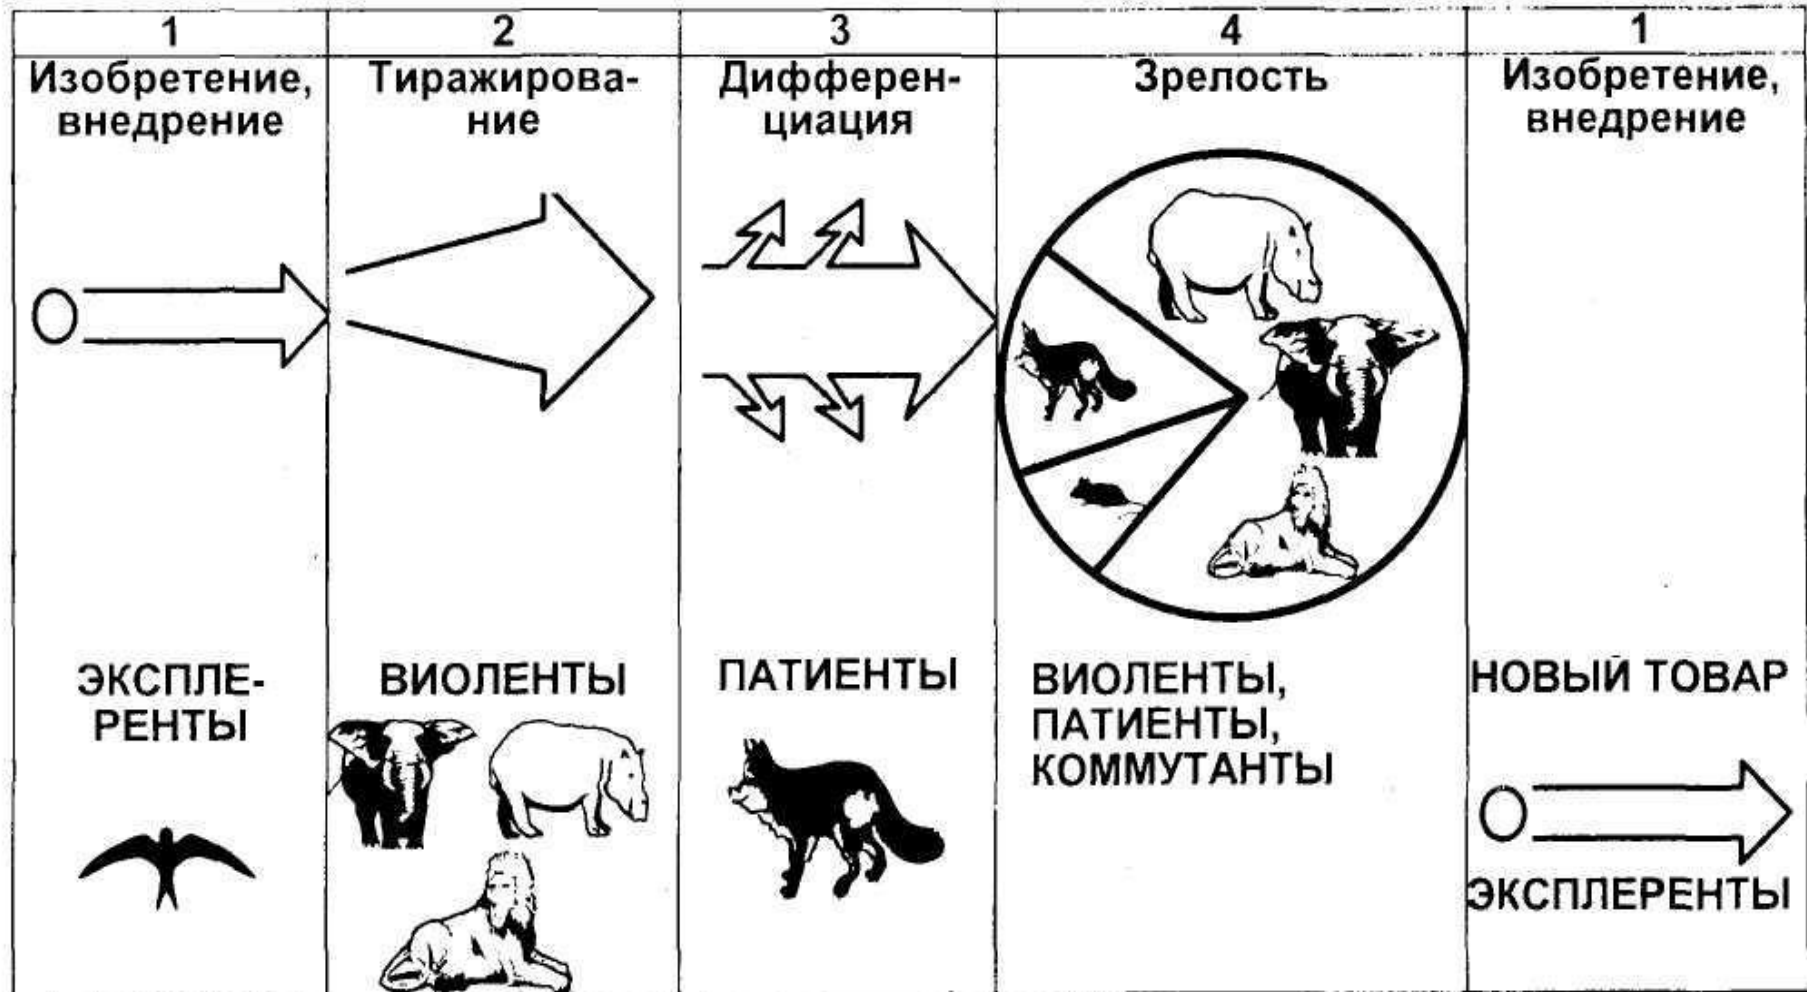 1
Изобретение,
внедрение
ЭКСПЛЕ-
РЕНТЫ
2
Тиражирова-
ние
ВИОЛЕНТЫ
3
Дифферен-
циация
ПАТИЕНТЫ
4
Зрелость
ВИОЛЕНТЫ,
ПАТИЕНТЫ,
КОММУТАНТЫ
1
Изобретение,
внедрение
НОВЫЙ ТОВАР
ЭКСПЛЕРЕНТЫ